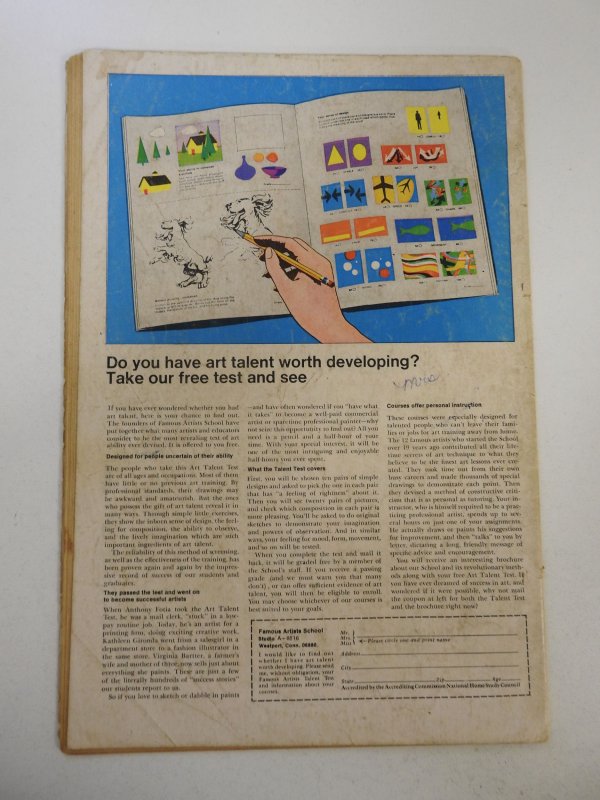 Do you have art talent worth developing?
Take our free test and see
If you have ever wondered whether you had
art talent, here is your chance to find out.
The founders of Famous Artists School have
put together what many artists and educators
consider to be the most revealing test of art
ability ever devised. It is offered to you free.
Designed for people uncertain of their ability
The people who take this Art Talent Test
are of all ages and occupations. Most of them
have little or no previous art training. By
professional standards, their drawings may
be awkward and amateurish. But the ones
who possess the gift of art talent reveal it in
many ways. Through simple little exercises,
they show the inborn sense of design, the feel-
ing for composition, the ability to observe,
and the lively imagination which are such
important ingredients of art talent.
The reliability of this method of screening,
as well as the effectiveness of the training, has
been proven again and again by the impres-
sive record of success of our students and
graduates.
They passed the test and went on
to become successful artists
When Anthony Fotia took the Art Talent
Test, he was a mail clerk, "stuck" in a low-
pay routine job. Today, he's an artist for a
printing firm, doing exciting creative work.
Kathleen Gironda went from a salesgirl in a
department store to a fashion illustrator in
the same store. Virginia Bartter, a farmer's
wife and mother of three, now sells just about
everything she paints. These are just a few
of the literally hundreds of "success stories"
our students report to us.
So if you love to sketch or dabble in paints
—and have often wondered if you "have what
it takes" to become a well-paid commercial
artist or sparetime professional painter—why
not seize this opportunity to find out? All you
need is a pencil and a half-hour of your
time. With your special interest, it will be
one of the most intriguing and enjoyable
half-hours you ever spent.
What the Talent Test covers
First, you will be shown ten pairs of simple
designs and asked to pick the one in each pair
that has "a feeling of rightness" about it.
Then you will see twenty pairs of pictures,
and check which composition in each pair is
more pleasing. You'll be asked to do original
sketches to demonstrate your imagination
and powers of observation. And in similar
ways, your feeling for mood, form, movement,
and so on will be tested.
When you complete the test and mail it
back, it will be graded free by a member of
the School's staff. If you receive a passing
grade (and we must warn you that many
don't), or can offer sufficient evidence of art
talent, you will then be eligible to enroll.
You may choose whichever of our courses is
best suited to your goals.
Courses offer personal instruction
These courses were especially designed for
talented people who can't leave their fami-
lies or jobs for art training away from home.
The 12 famous artists who started the School
over 19 years ago contributed all their life-
time secrets of art technique to what they
believe to be the finest art lessons ever cre-
ated. They took time out from their own
busy careers and made thousands of special
drawings to demonstrate each point. Then
they devised a method of constructive criti-
cism that is as personal as tutoring. Your in-
structor, who is himself required to be a prac-
ticing professional artist, spends up to sev-
eral hours on just one of your assignments.
He actually draws or paints his suggestions
for improvement, and then "talks" to you by
letter, dictating a long, friendly message of
specific advice and encouragement.
You will receive an interesting brochure
about our School and its revolutionary meth-
ods along with your free Art Talent Test. If
you have ever dreamed of success in art, and
wondered if it were possible, why not mail
the coupon at left for both the Talent Test
and the brochure right now?
Famous Artists School
Studio A-8516
Westport, Conn. 06880
I would like to find out
whether I have art talent
worth developing. Please send
me, without obligation, your
Famous Artists Talent Test
and information about your
courses.
Mr.
Mrs.
Miss
Please circle one and print name
Address
City
State Zip Age
Accredited by the Accrediting Commission National Home Study Council